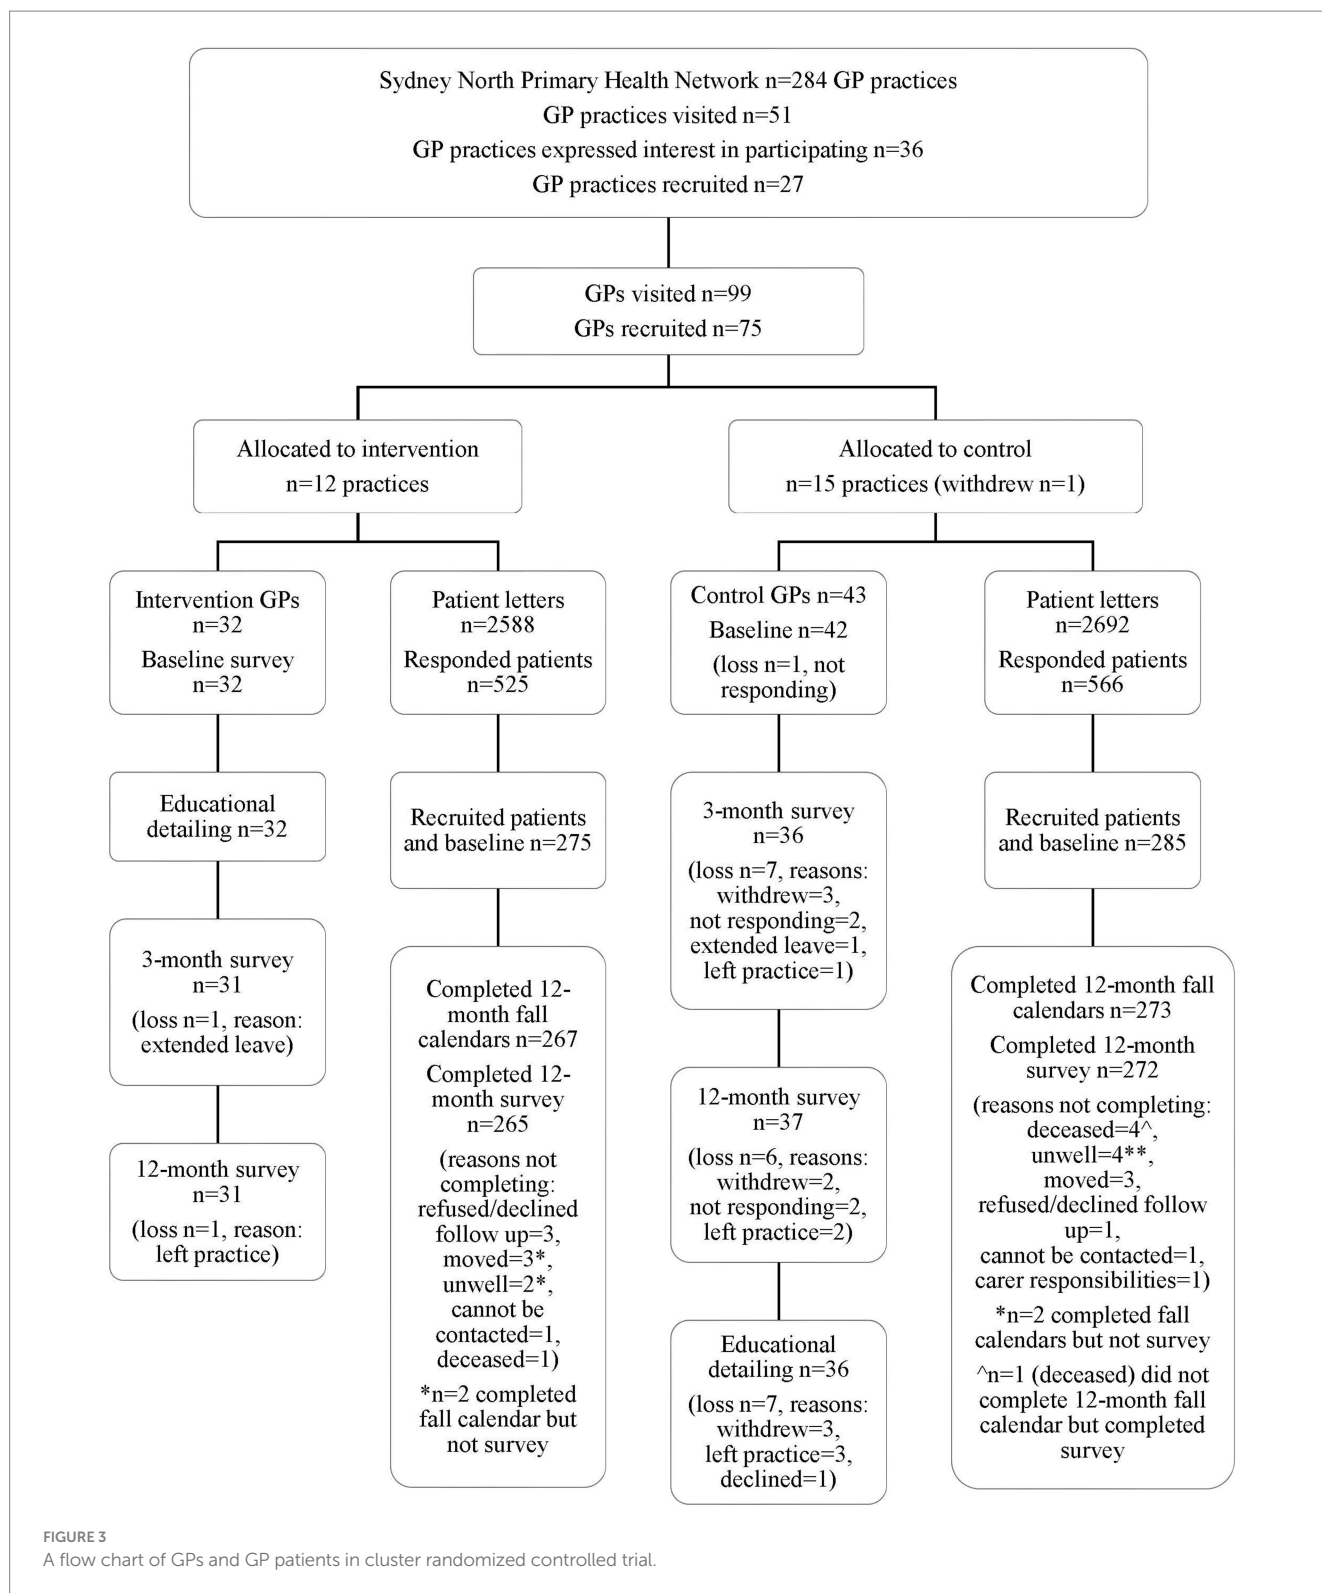 Sydney North Primary Health Network n=284 GP practices
GP practices visited n=51
GP practices expressed interest in participating n=36
GP practices recruited n=27
GPs visited n=99
GPs recruited n=75
Allocated to intervention
n=12 practices
Allocated to control
n=15 practices (withdrew n=1)
Intervention GPs
n=32
Baseline survey
n=32
Patient letters
n=2588
Responded patients
n=525
Control GPs n=43
Baseline n=42
(loss n=1, not
responding)
Patient letters
n=2692
Responded patients
n=566
Educational
detailing n=32
Recruited patients
and baseline n=275
3-month survey
n=36
(loss n=7, reasons:
withdrew=3,
not responding=2,
extended leave=1,
left practice=1)
Recruited patients
and baseline n=285
3-month survey
n=31
(loss n=1, reason:
extended leave)
Completed 12-
month fall
calendars n=267
Completed 12-
month survey
n=265
(reasons not
completing:
refused/declined
follow up=3,
moved=3*,
unwell=2*,
cannot be
contacted=1,
deceased=1)
*n=2 completed
fall calendar but
not survey
12-month survey
n=37
(loss n=6, reasons:
withdrew=2,
not responding=2,
left practice=2)
Completed 12-month fall
calendars n=273
Completed 12-month
survey n=272
(reasons not completing:
deceased=4^,
unwell=4**,
moved=3,
refused/declined follow
up=1,
cannot be contacted=1,
carer responsibilities=1)
*n=2 completed fall
calendars but not survey
^n=1 (deceased) did not
complete 12-month fall
calendar but completed
survey
12-month survey
n=31
(loss n=1, reason:
left practice)
Educational
detailing n=36
(loss n=7, reasons:
withdrew=3,
left practice=3,
declined=1)
FIGURE 3
A flow chart of GPs and GP patients in cluster randomized controlled trial.